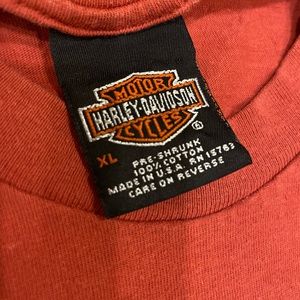 MOTOR
HARLEY-DAVIDSON
CYCLES
®
XL
PRE-SHRUNK
100% COTTON
MADE IN U.S.A. RN 15763
CARE ON REVERSE